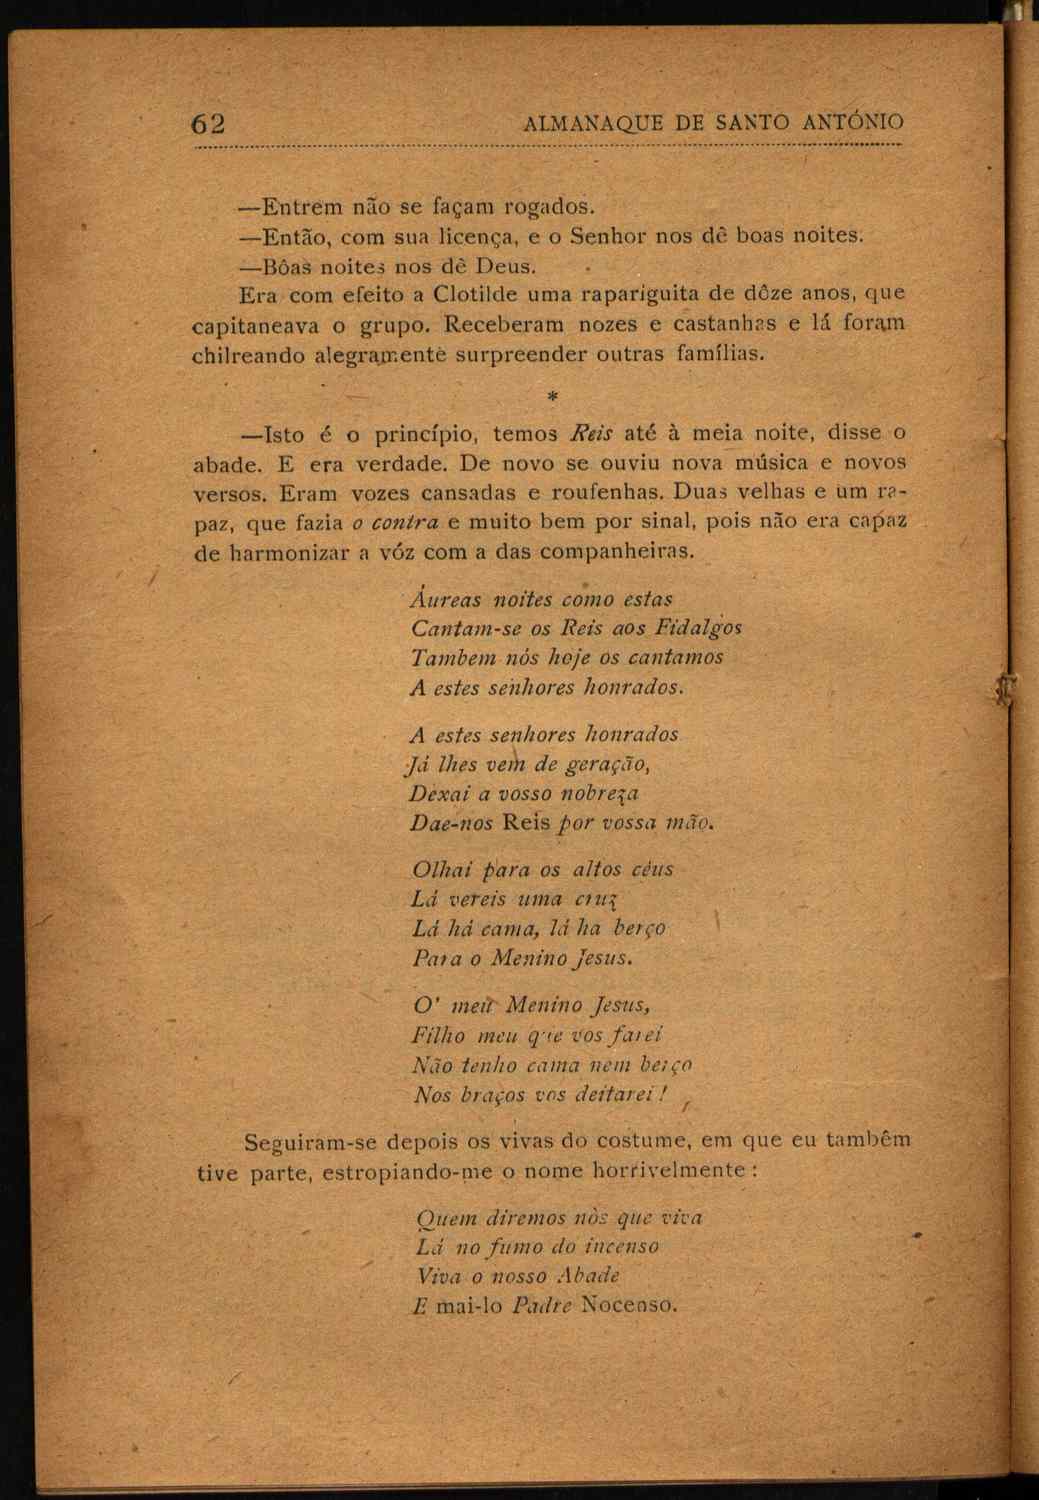 62 ALMANAQUE DE SANTO ANTÓNIO
—Entrem não se façam rogados.
—Então, com sua licença, e o Senhor nos dê boas noites.
—Bôas noites nos dê Deus.
Era com efeito a Clotilde uma rapariguita de dôze anos, que
capitaneava o grupo. Receberam nozes e castanhas e lá foram
chilreando alegramente surpreender outras famílias.
*
—Isto é o princípio, temos Reis até à meia noite, disse o
abade. E era verdade. De novo se ouviu nova música e novos
versos. Eram vozes cansadas e roufenhas. Duas velhas e um ra-
paz, que fazia o contra e muito bem por sinal, pois não era capaz
de harmonizar a vóz com a das companheiras.
Áureas noites como estas
Cantam-se os Reis aos Fidalgos
Tambem nós hoje os cantamos
A estes senhores honrados.
A estes senhores honrados
Já lhes vem de geração,
Dexai a vosso nobreza
Dae-nos Reis por vossa mão.
Olhai para os altos céus
Lá vereis uma cruz
Lá há cama, lá ha berço
Para o Menino Jesus.
O' meu Menino Jesus,
Filho meu que vos farei
Não tenho cama nem berço
Nos braços vos deitarei!
Seguiram-se depois os vivas do costume, em que eu tambêm
tive parte, estropiando-me o nome horrivelmente:
Quem diremos nós que viva
Lá no fumo do incenso
Viva o nosso Abade
E mai-lo Padre Nocenso.